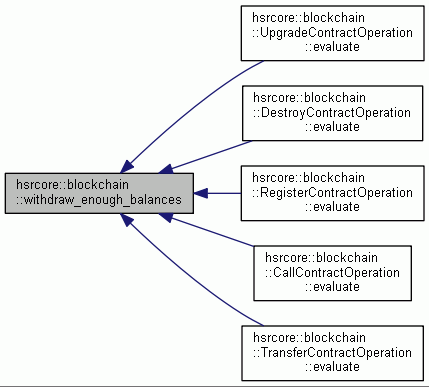 hsrcore::blockchain
::UpgradeContractOperation
::evaluate
hsrcore::blockchain
::DestroyContractOperation
::evaluate
hsrcore::blockchain
::withdraw_enough_balances
hsrcore::blockchain
::RegisterContractOperation
::evaluate
hsrcore::blockchain
::CallContractOperation
::evaluate
hsrcore::blockchain
::TransferContractOperation
::evaluate